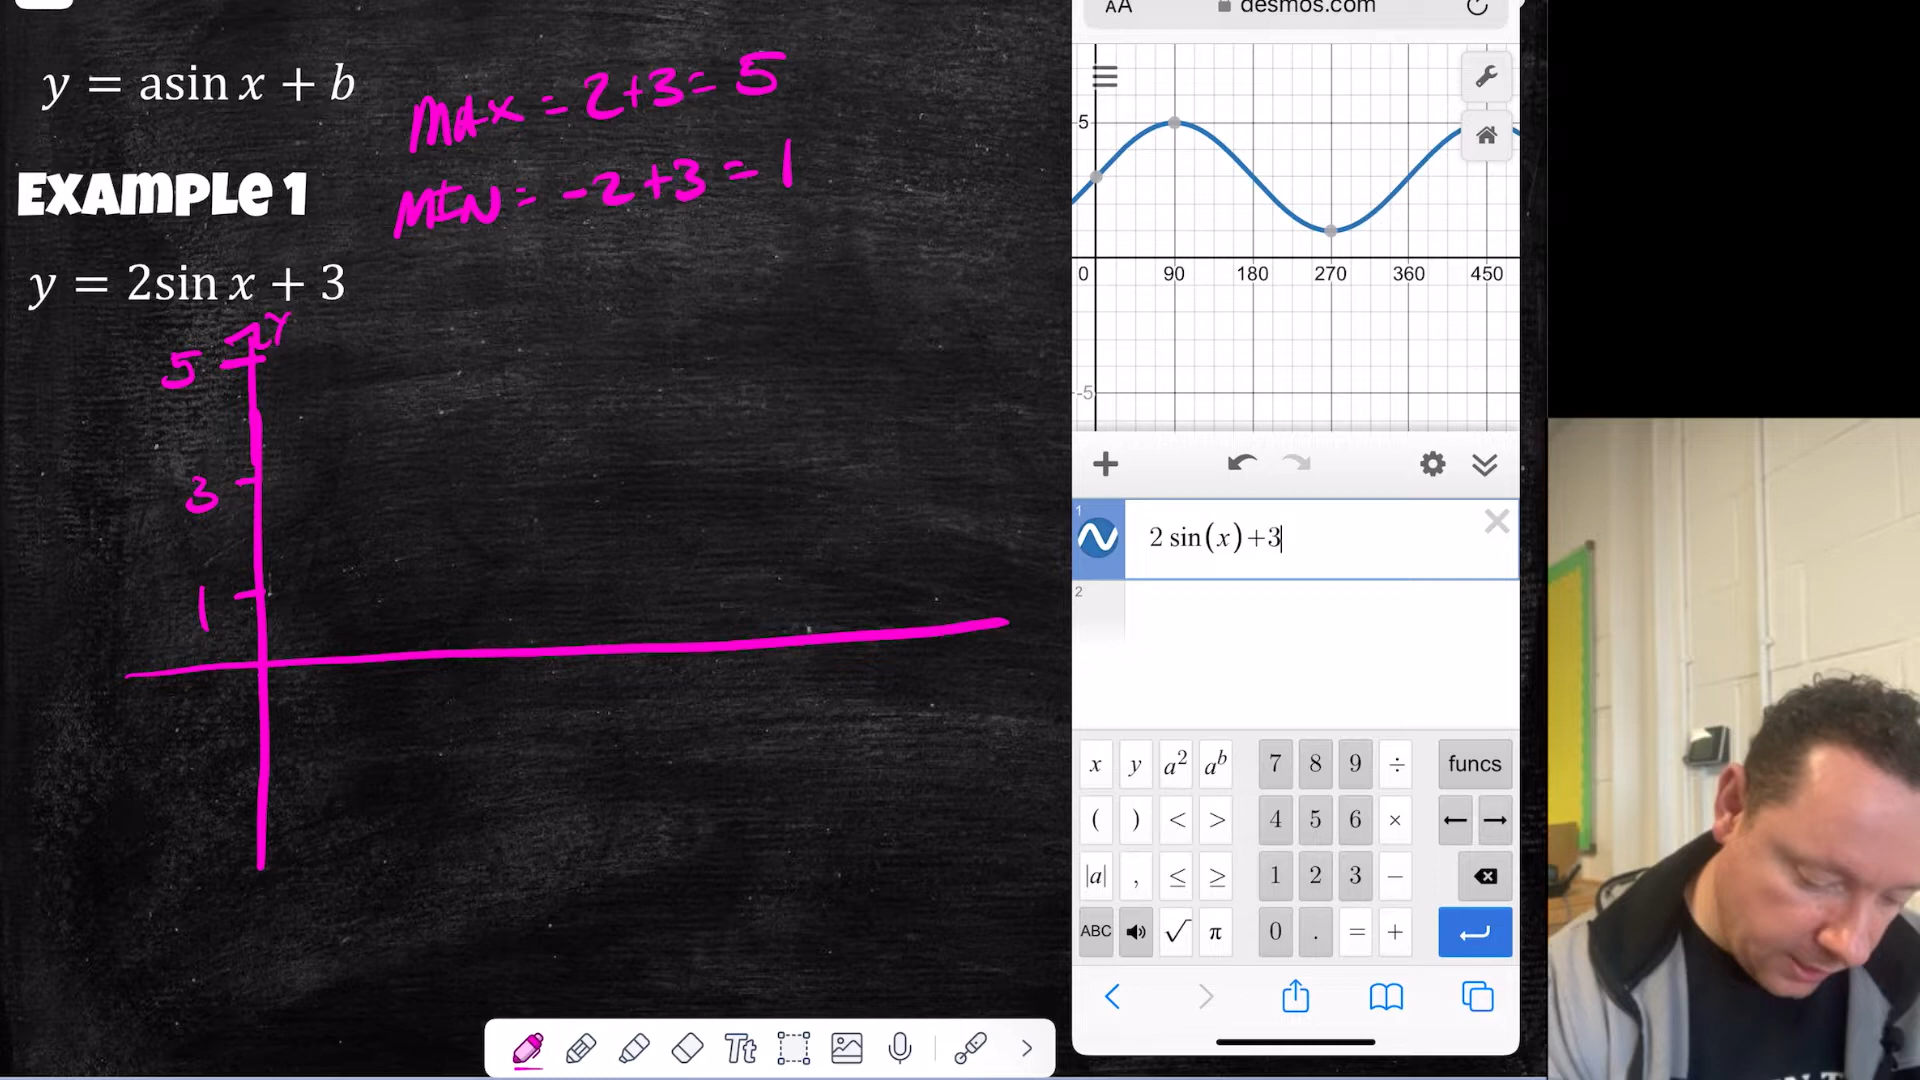 y = asin x + b
Max = 2+3 = 5
MIN = -2+3 = 1
EXAMPLE 1
y = 2sin x + 3
Y
5
3
1
AA desmos.com
5
0 90 180 270 360 450
-5
1
2 sin(x)+3
2
x y a² aᵇ 7 8 9 ÷ funcs
( ) < > 4 5 6 × ← →
|a| , ≤ ≥ 1 2 3 −
ABC √ π 0 . = +
Tt